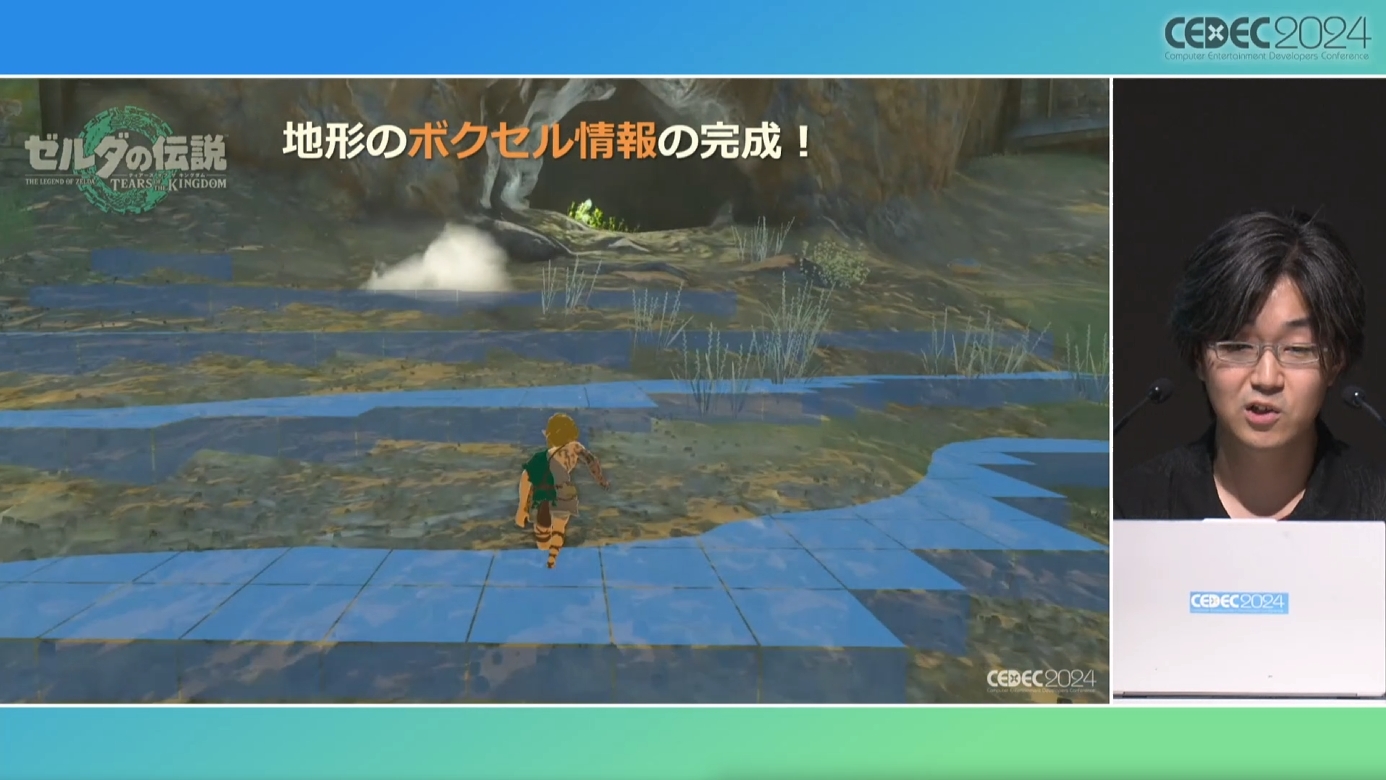 CEDEC2024
Computer Entertainment Developers Conference
地形のボクセル情報の完成！
ゼルダの伝説
ティアーズ オブ ザ キングダム
THE LEGEND OF ZELDA
TEARS OF THE KINGDOM
CEDEC2024
Computer Entertainment Developers Conference
CEDEC2024